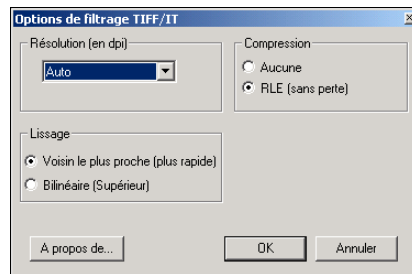 Options de filtrage TIFF/IT
Résolution (en dpi)
Auto
Compression
Aucune
RLE (sans perte)
Lissage
Voisin le plus proche (plus rapide)
Bilinéaire (Supérieur)
A propos de...
OK
Annuler